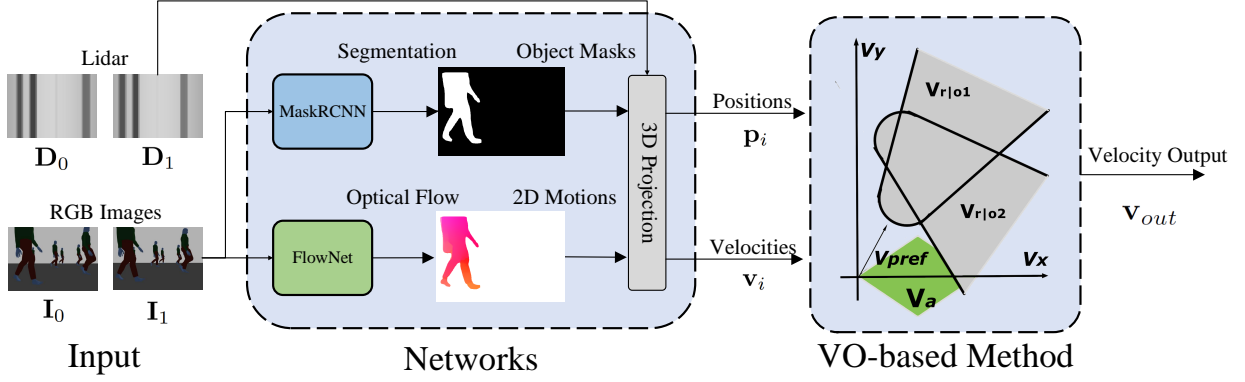 Lidar
D0
D1
RGB Images
I0
I1
Input
Segmentation
Object Masks
MaskRCNN
Optical Flow
2D Motions
FlowNet
3D Projection
Networks
Positions
pi
Velocities
vi
Vy
Vr|o1
Vr|o2
Vpref
Vx
Va
VO-based Method
Velocity Output
vout